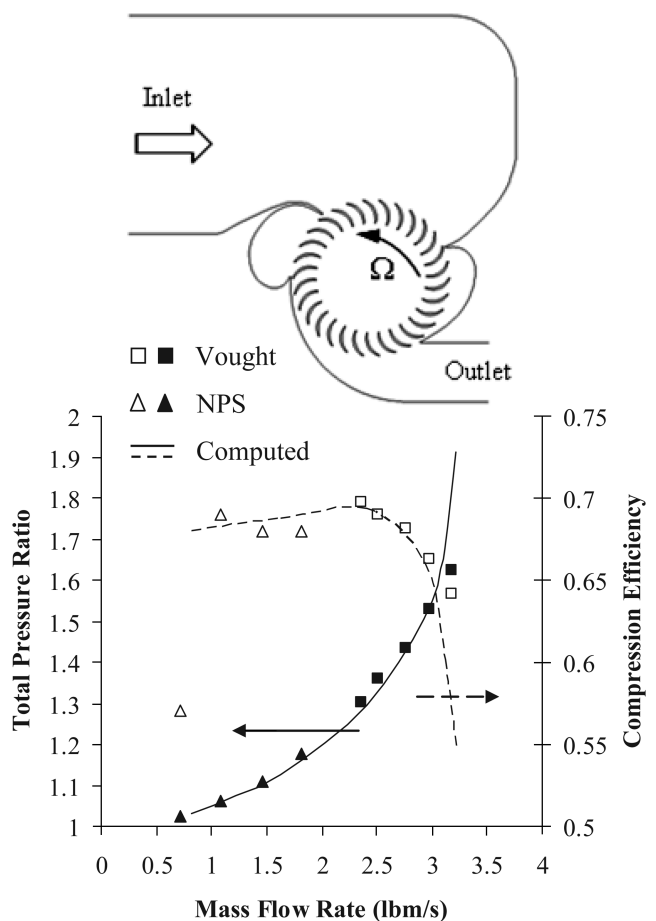 Inlet
Ω
Outlet
Vought
NPS
Computed
2
1.9
1.8
1.7
1.6
1.5
1.4
1.3
1.2
1.1
1
Total Pressure Ratio
0.75
0.7
0.65
0.6
0.55
0.5
Compression Efficiency
0 0.5 1 1.5 2 2.5 3 3.5 4
Mass Flow Rate (lbm/s)